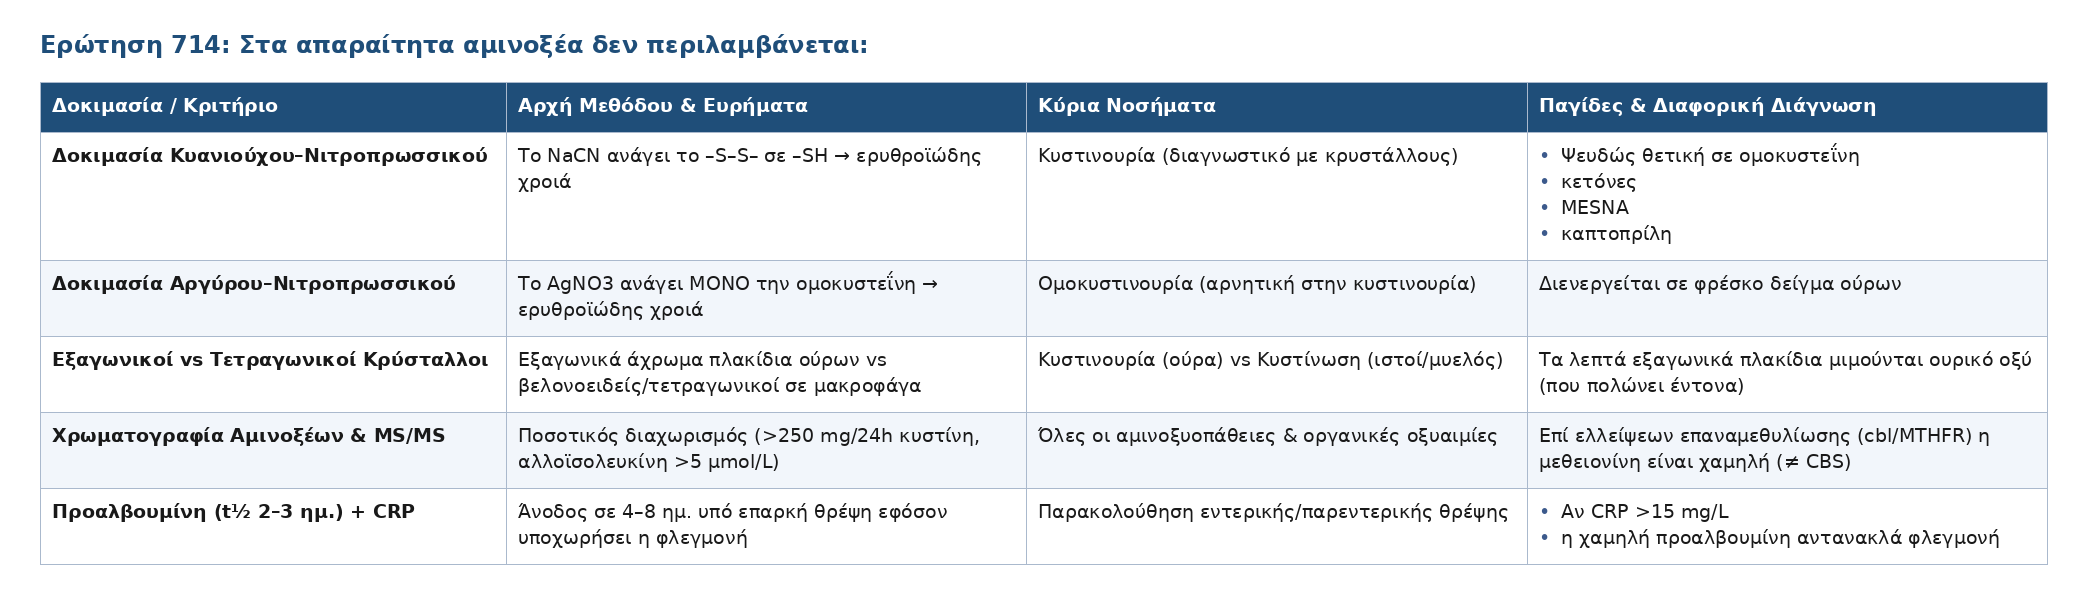 Ερώτηση 714: Στα απαραίτητα αμινοξέα δεν περιλαμβάνεται:
Δοκιμασία / Κριτήριο
Αρχή Μεθόδου & Ευρήματα
Κύρια Νοσήματα
Παγίδες & Διαφορική Διάγνωση
Δοκιμασία Κυανιούχου–Νιτροπρωσσικού
Το NaCN ανάγει το –S–S– σε –SH → ερυθροϊώδης
χροιά
Κυστινουρία (διαγνωστικό με κρυστάλλους)
• Ψευδώς θετική σε ομοκυστεΐνη
• κετόνες
• MESNA
• καπτοπρίλη
Δοκιμασία Αργύρου–Νιτροπρωσσικού
Το AgNO3 ανάγει ΜΟΝΟ την ομοκυστεΐνη →
ερυθροϊώδης χροιά
Ομοκυστινουρία (αρνητική στην κυστινουρία)
Διενεργείται σε φρέσκο δείγμα ούρων
Εξαγωνικοί vs Τετραγωνικοί Κρύσταλλοι
Εξαγωνικά άχρωμα πλακίδια ούρων vs
βελονοειδείς/τετραγωνικοί σε μακροφάγα
Κυστινουρία (ούρα) vs Κυστίνωση (ιστοί/μυελός)
Τα λεπτά εξαγωνικά πλακίδια μιμούνται ουρικό οξύ
(που πολώνει έντονα)
Χρωματογραφία Αμινοξέων & MS/MS
Ποσοτικός διαχωρισμός (>250 mg/24h κυστίνη,
αλλοϊσολευκίνη >5 μmol/L)
Όλες οι αμινοξυοπάθειες & οργανικές οξυαιμίες
Επί ελλείψεων επαναμεθυλίωσης (cbl/MTHFR) η
μεθειονίνη είναι χαμηλή (≠ CBS)
Προαλβουμίνη (t½ 2–3 ημ.) + CRP
Άνοδος σε 4–8 ημ. υπό επαρκή θρέψη εφόσον
υποχωρήσει η φλεγμονή
Παρακολούθηση εντερικής/παρεντερικής θρέψης
• Αν CRP >15 mg/L
• η χαμηλή προαλβουμίνη αντανακλά φλεγμονή